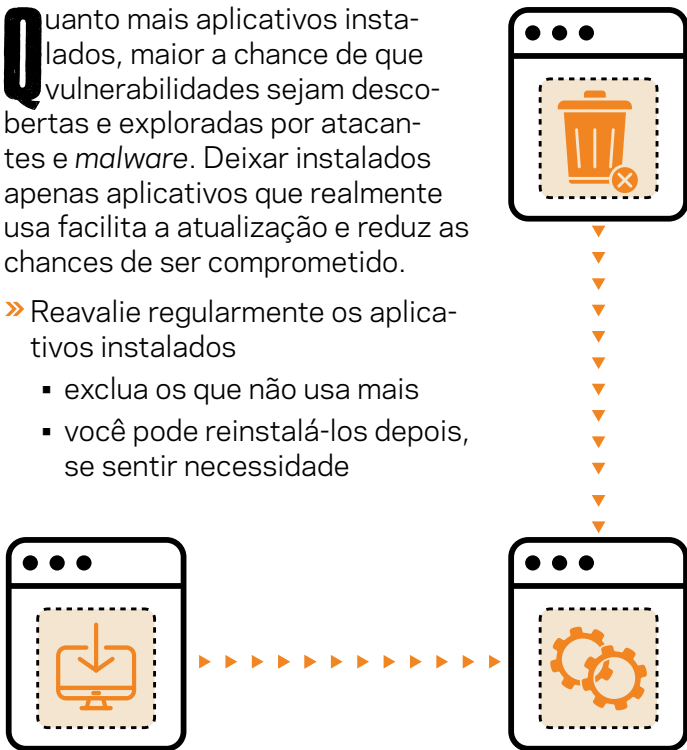 Quanto mais aplicativos insta-
lados, maior a chance de que
vulnerabilidades sejam desco-
bertas e exploradas por atacan-
tes e malware. Deixar instalados
apenas aplicativos que realmente
usa facilita a atualização e reduz as
chances de ser comprometido.
» Reavalie regularmente os aplica-
tivos instalados
▪ exclua os que não usa mais
▪ você pode reinstalá-los depois,
se sentir necessidade